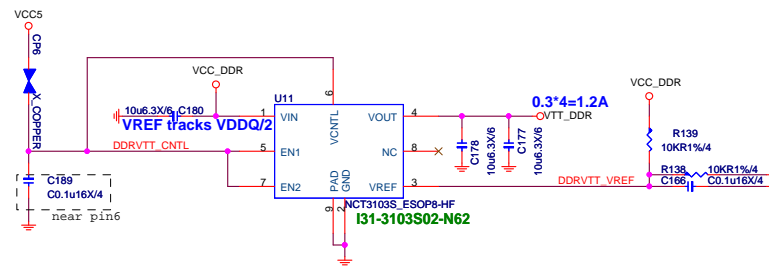 VCC5
CP6
X_COPPER
VCC_DDR
10u6.3X/6 C180
VREF tracks VDDQ/2
DDRVTT_CNTL
C189
C0.1u16X/4
near pin6
U11
6
VCNTL
1 VIN
5 EN1
7 EN2
VOUT 4
NC 8
VREF 3
PAD
GND
9
2
NCT3103S_ESOP8-HF
I31-3103S02-N62
0.3*4=1.2A
VTT_DDR
C178
10u6.3X/6
C177
10u6.3X/6
DDRVTT_VREF
VCC_DDR
R139
10KR1%/4
R138 10KR1%/4
C166 C0.1u16X/4